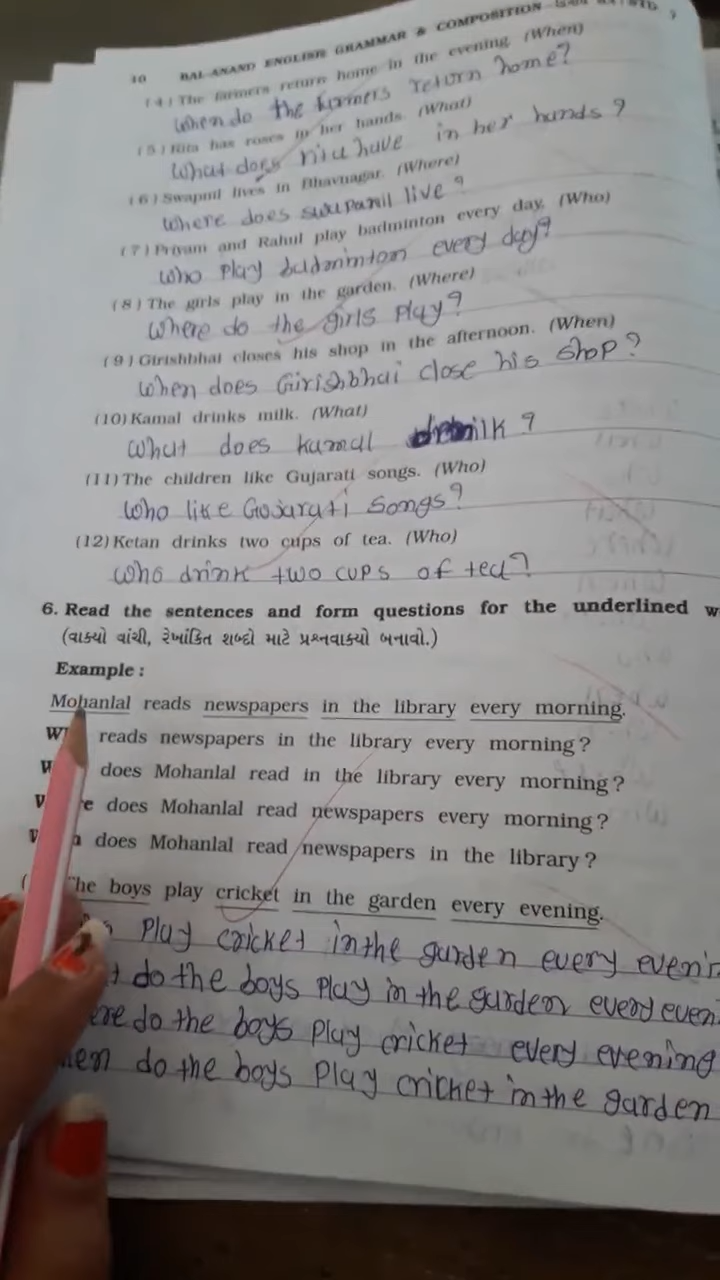 10 BAL-ANAND ENGLISH GRAMMAR & COMPOSITION
(4) The farmers return home in the evening. (When)
When do the farmers return home?
(5) Rita has roses in her hands. (What)
What does rita have in her hands?
(6) Swapnil lives in Bhavnagar. (Where)
Where does swapanil live?
(7) Priyam and Rahul play badminton every day. (Who)
Who play badminton every day?
(8) The girls play in the garden. (Where)
Where do the girls play?
(9) Girishbhai closes his shop in the afternoon. (When)
When does Girishbhai close his shop?
(10) Kamal drinks milk. (What)
What does kamal ?
(11) The children like Gujarati songs. (Who)
Who like Gujarati songs?
(12) Ketan drinks two cups of tea. (Who)
Who drink two cups of tea?
6. Read the sentences and form questions for the underlined
(વાક્યો વાંચી, રેખાંકિત શબ્દો માટે પ્રશ્નવાક્યો બનાવો.)
Example :
Mohanlal reads newspapers in the library every morning.
reads newspapers in the library every morning?
does Mohanlal read in the library every morning?
does Mohanlal read newspapers every morning?
does Mohanlal read newspapers in the library?
The boys play cricket in the garden every evening.
Play cricket in the garden every
do the boys play in the garden every
do the boys play cricket every evening
do the boys play cricket in the garden